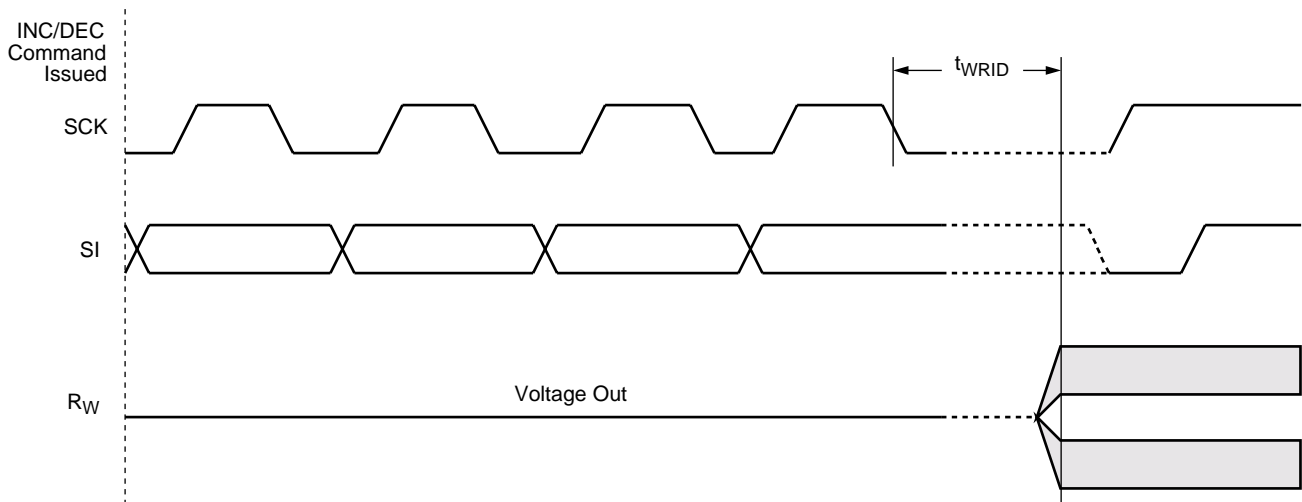 INC/DEC
Command
Issued
tWRID
SCK
SI
Voltage Out
RW